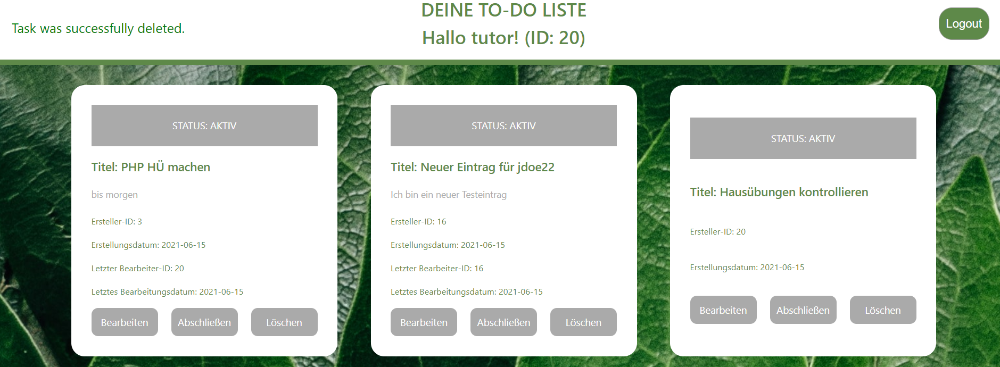 DEINE TO-DO LISTE
Task was successfully deleted.
Hallo tutor! (ID: 20)
Logout
STATUS: AKTIV
Titel: PHP HÜ machen
bis morgen
Ersteller-ID: 3
Erstellungsdatum: 2021-06-15
Letzter Bearbeiter-ID: 20
Letztes Bearbeitungsdatum: 2021-06-15
Bearbeiten Abschließen Löschen
STATUS: AKTIV
Titel: Neuer Eintrag für jdoe22
Ich bin ein neuer Testeintrag
Ersteller-ID: 16
Erstellungsdatum: 2021-06-15
Letzter Bearbeiter-ID: 16
Letztes Bearbeitungsdatum: 2021-06-15
Bearbeiten Abschließen Löschen
STATUS: AKTIV
Titel: Hausübungen kontrollieren
Ersteller-ID: 20
Erstellungsdatum: 2021-06-15
Bearbeiten Abschließen Löschen